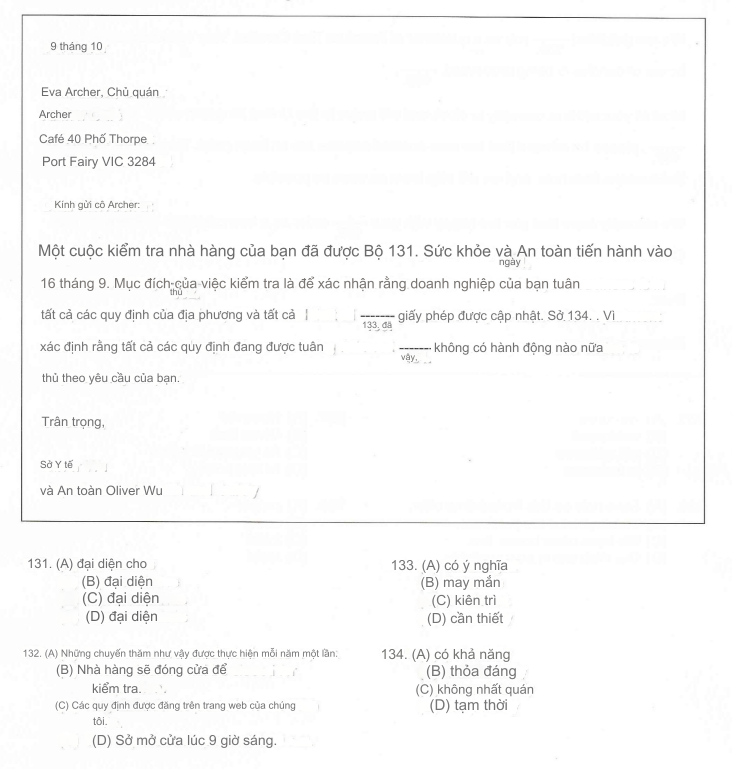 9 tháng 10
Eva Archer, Chủ quán
Archer
Café 40 Phố Thorpe
Port Fairy VIC 3284
Kính gửi cô Archer:
Một cuộc kiểm tra nhà hàng của bạn đã được Bộ 131. Sức khỏe và An toàn tiến hành vào
ngày
16 tháng 9. Mục đích của việc kiểm tra là để xác nhận rằng doanh nghiệp của bạn tuân
thủ
tất cả các quy định của địa phương và tất cả ------- giấy phép được cập nhật. Sở 134. . Vì
133. đã
xác định rằng tất cả các quy định đang được tuân ------- không có hành động nào nữa
vậy,
thủ theo yêu cầu của bạn.
Trân trọng,
Sở Y tế
và An toàn Oliver Wu
131. (A) đại diện cho
(B) đại diện
(C) đại diện
(D) đại diện
132. (A) Những chuyến thăm như vậy được thực hiện mỗi năm một lần.
(B) Nhà hàng sẽ đóng cửa để
kiểm tra.
(C) Các quy định được đăng trên trang web của chúng
tôi.
(D) Sở mở cửa lúc 9 giờ sáng.
133. (A) có ý nghĩa
(B) may mắn
(C) kiên trì
(D) cần thiết
134. (A) có khả năng
(B) thỏa đáng
(C) không nhất quán
(D) tạm thời